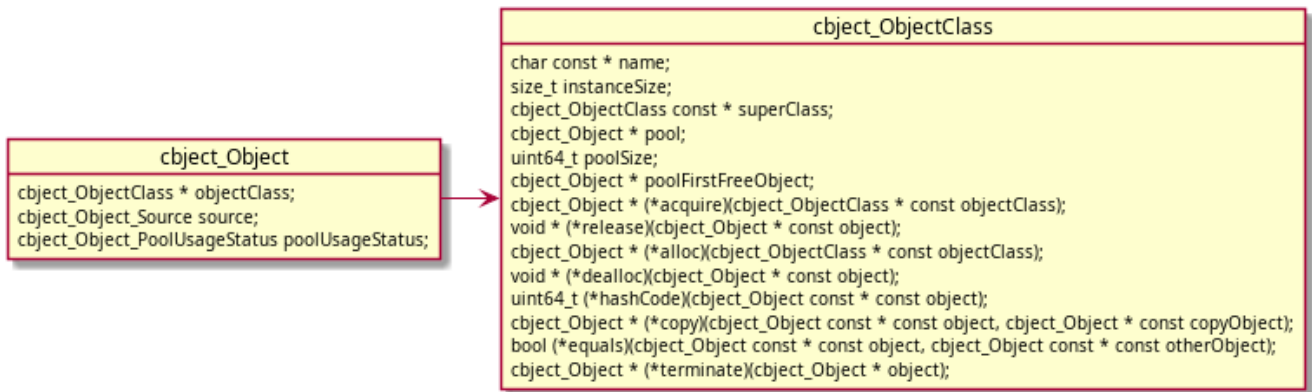 cbject_Object
cbject_ObjectClass * objectClass;
cbject_Object_Source source;
cbject_Object_PoolUsageStatus poolUsageStatus;
cbject_ObjectClass
char const * name;
size_t instanceSize;
cbject_ObjectClass const * superClass;
cbject_Object * pool;
uint64_t poolSize;
cbject_Object * poolFirstFreeObject;
cbject_Object * (*acquire)(cbject_ObjectClass * const objectClass);
void * (*release)(cbject_Object * const object);
cbject_Object * (*alloc)(cbject_ObjectClass * const objectClass);
void * (*dealloc)(cbject_Object * const object);
uint64_t (*hashCode)(cbject_Object const * const object);
cbject_Object * (*copy)(cbject_Object const * const object, cbject_Object * const copyObject);
bool (*equals)(cbject_Object const * const object, cbject_Object const * const otherObject);
cbject_Object * (*terminate)(cbject_Object * object);